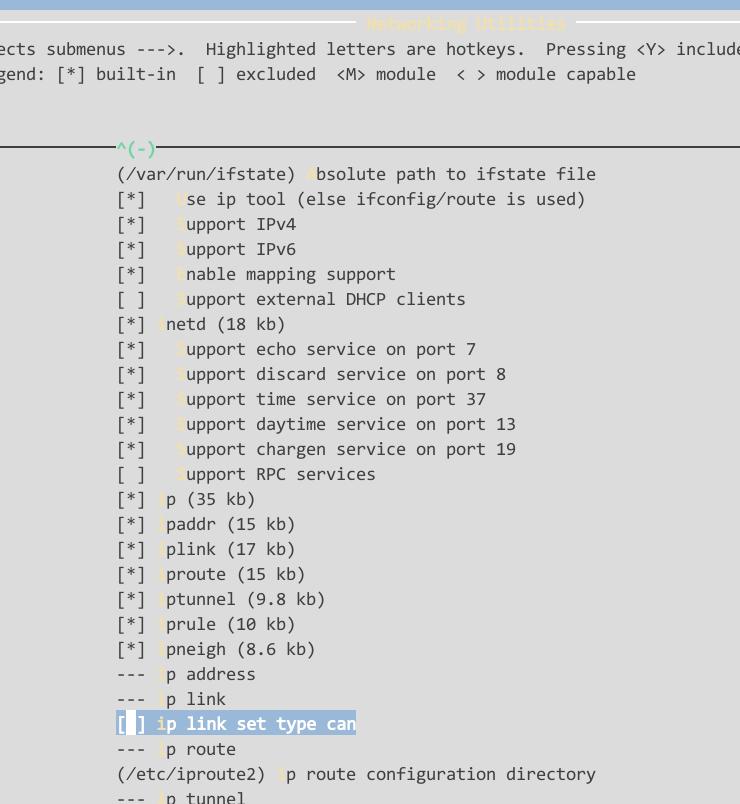 Networking Utilities
ects submenus --->.  Highlighted letters are hotkeys.  Pressing <Y> include
gend: [*] built-in  [ ] excluded  <M> module  < > module capable
^(-)
(/var/run/ifstate) Absolute path to ifstate file
[*]   Use ip tool (else ifconfig/route is used)
[*]   Support IPv4
[*]   Support IPv6
[*]   Enable mapping support
[ ]   Support external DHCP clients
[*] inetd (18 kb)
[*]   Support echo service on port 7
[*]   Support discard service on port 8
[*]   Support time service on port 37
[*]   Support daytime service on port 13
[*]   Support chargen service on port 19
[ ]   Support RPC services
[*] ip (35 kb)
[*] ipaddr (15 kb)
[*] iplink (17 kb)
[*] iproute (15 kb)
[*] iptunnel (9.8 kb)
[*] iprule (10 kb)
[*] ipneigh (8.6 kb)
--- ip address
--- ip link
[ ] ip link set type can
--- ip route
(/etc/iproute2) ip route configuration directory
--- ip tunnel